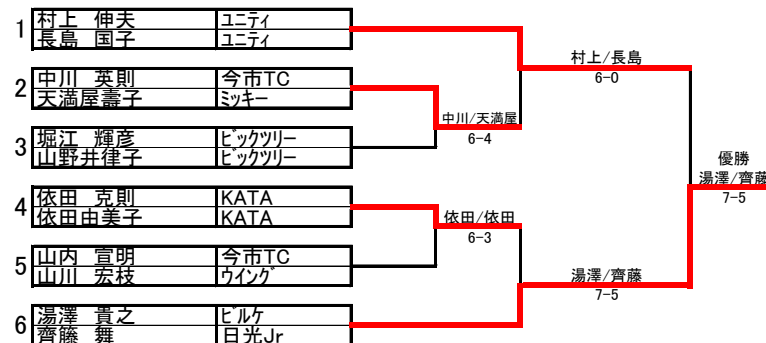 1 村上 伸夫 ユニティ
長島 国子 ユニティ
村上/長島
6-0
2 中川 英則 今市TC
天満屋壽子 ミッキー
中川/天満屋
6-4
3 堀江 輝彦 ビックツリー
山野井律子 ビックツリー
優勝
湯澤/齊藤
7-5
4 依田 克則 KATA
依田由美子 KATA
依田/依田
6-3
5 山内 宣明 今市TC
山川 宏枝 ウイング
湯澤/齊藤
7-5
6 湯澤 貴之 ビルケ
齊藤 舞 日光Jr